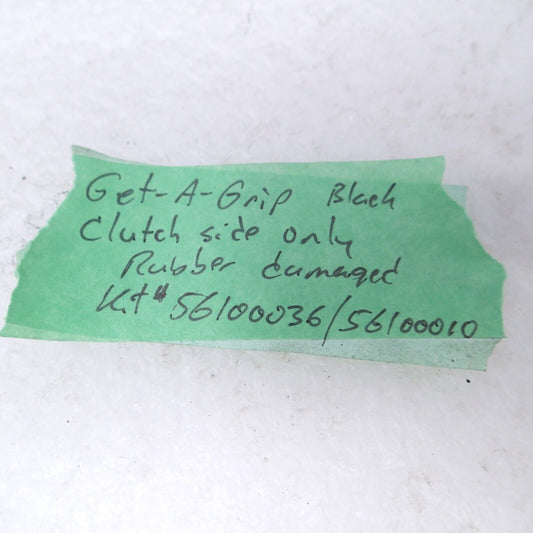 Get-A-Grip Black
Clutch side only
Rubber damaged
Kit# 56100036/56100010